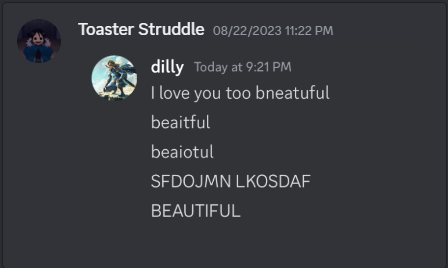 Toaster Struddle 08/22/2023 11:22 PM
dilly Today at 9:21 PM
I love you too bneatuful
beaitful
beaiotul
SFDOJMN LKOSDAF
BEAUTIFUL